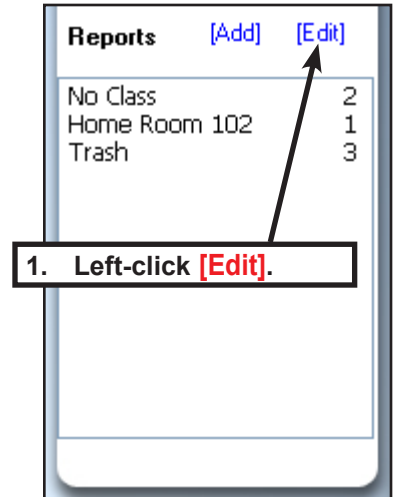 Reports [Add] [Edit]
No Class 2
Home Room 102 1
Trash 3
1. Left-click [Edit].